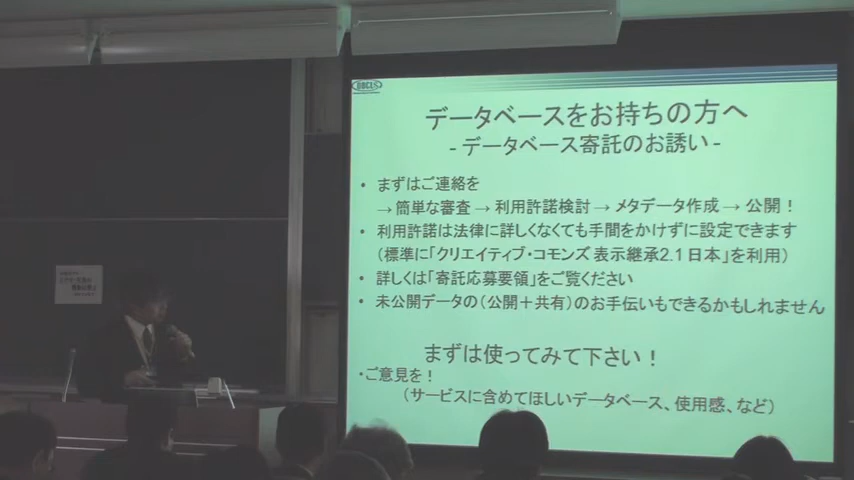 データベースをお持ちの方へ
- データベース寄託のお誘い -
• まずはご連絡を
→ 簡単な審査 → 利用許諾検討 → メタデータ作成 → 公開！
• 利用許諾は法律に詳しくなくても手間をかけずに設定できます
（標準に「クリエイティブ・コモンズ 表示継承2.1 日本」を利用）
• 詳しくは「寄託応募要領」をご覧ください
• 未公開データの（公開＋共有）のお手伝いもできるかもしれません
まずは使ってみて下さい！
・ご意見を！
（サービスに含めてほしいデータベース、使用感、など）